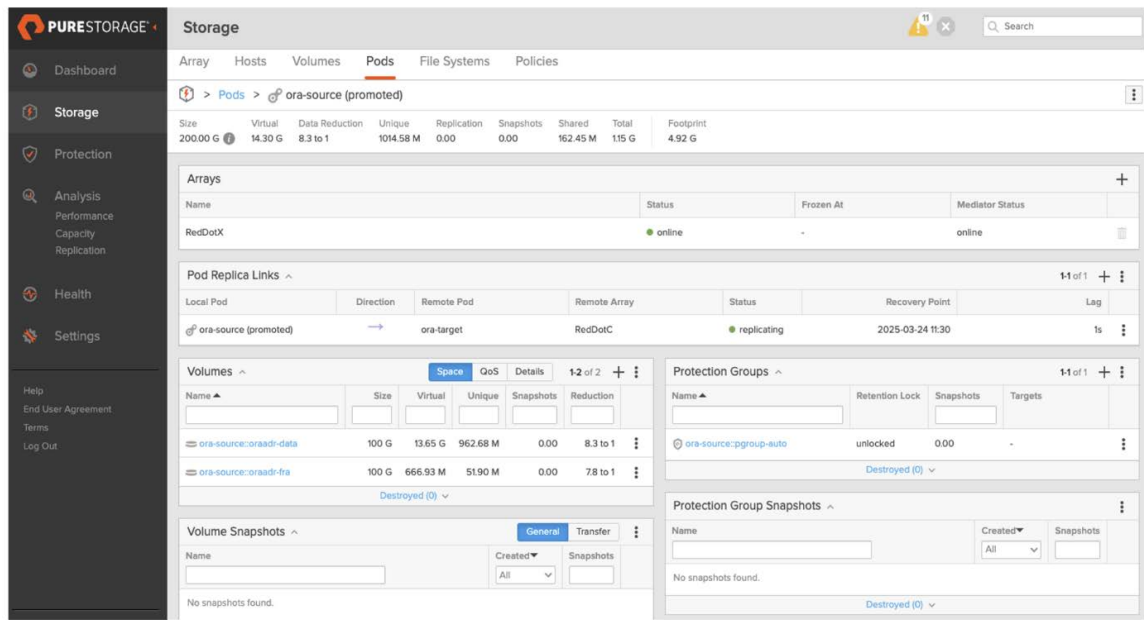 PURESTORAGE®
Dashboard
Storage
Protection
Analysis
Performance
Capacity
Replication
Health
Settings
Help
End User Agreement
Terms
Log Out
Storage
11
Search
Array Hosts Volumes Pods File Systems Policies
> Pods > ora-source (promoted)
Size Virtual Data Reduction Unique Replication Snapshots Shared Total Footprint
200.00 G 14.30 G 8.3 to 1 1014.58 M 0.00 0.00 162.45 M 1.15 G 4.92 G
Arrays
Name Status Frozen At Mediator Status
RedDotX online - online
Pod Replica Links 1-1 of 1
Local Pod Direction Remote Pod Remote Array Status Recovery Point Lag
ora-source (promoted) → ora-target RedDotC replicating 2025-03-24 11:30 1s
Volumes Space QoS Details 1-2 of 2
Name Size Virtual Unique Snapshots Reduction
ora-source::oraadr-data 100 G 13.65 G 962.68 M 0.00 8.3 to 1
ora-source::oraadr-fra 100 G 666.93 M 51.90 M 0.00 7.8 to 1
Destroyed (0)
Volume Snapshots General Transfer
Name Created Snapshots
All
No snapshots found.
Protection Groups 1-1 of 1
Name Retention Lock Snapshots Targets
ora-source::pgroup-auto unlocked 0.00 -
Destroyed (0)
Protection Group Snapshots
Name Created Snapshots
All
No snapshots found.
Destroyed (0)